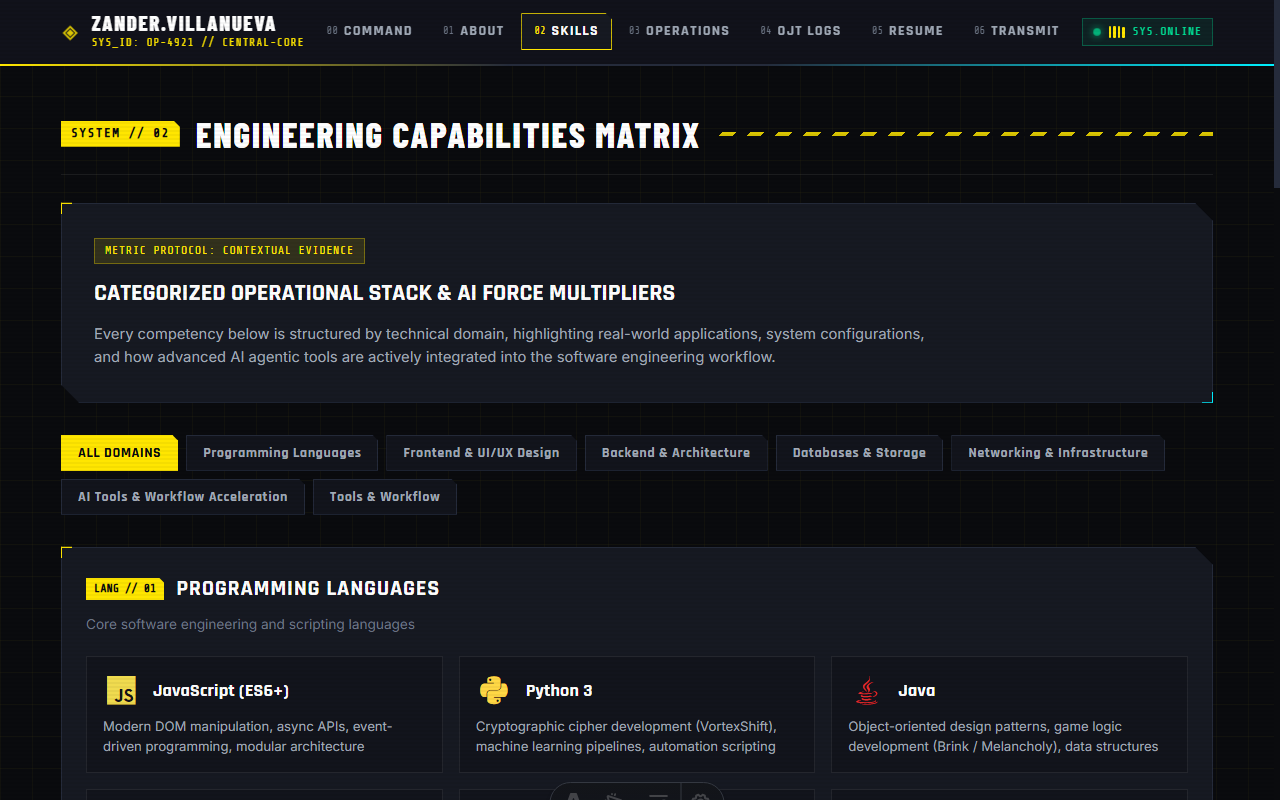 ZANDER.VILLANUEVA
SYS_ID: OP-4921 // CENTRAL-CORE
00 COMMAND
01 ABOUT
02 SKILLS
03 OPERATIONS
04 OJT LOGS
05 RESUME
06 TRANSMIT
SYS.ONLINE
SYSTEM // 02
ENGINEERING CAPABILITIES MATRIX
METRIC PROTOCOL: CONTEXTUAL EVIDENCE
CATEGORIZED OPERATIONAL STACK & AI FORCE MULTIPLIERS
Every competency below is structured by technical domain, highlighting real-world applications, system configurations,
and how advanced AI agentic tools are actively integrated into the software engineering workflow.
ALL DOMAINS
Programming Languages
Frontend & UI/UX Design
Backend & Architecture
Databases & Storage
Networking & Infrastructure
AI Tools & Workflow Acceleration
Tools & Workflow
LANG // 01
PROGRAMMING LANGUAGES
Core software engineering and scripting languages
JS
JavaScript (ES6+)
Modern DOM manipulation, async APIs, event-
driven programming, modular architecture
Python 3
Cryptographic cipher development (VortexShift),
machine learning pipelines, automation scripting
Java
Object-oriented design patterns, game logic
development (Brink / Melancholy), data structures